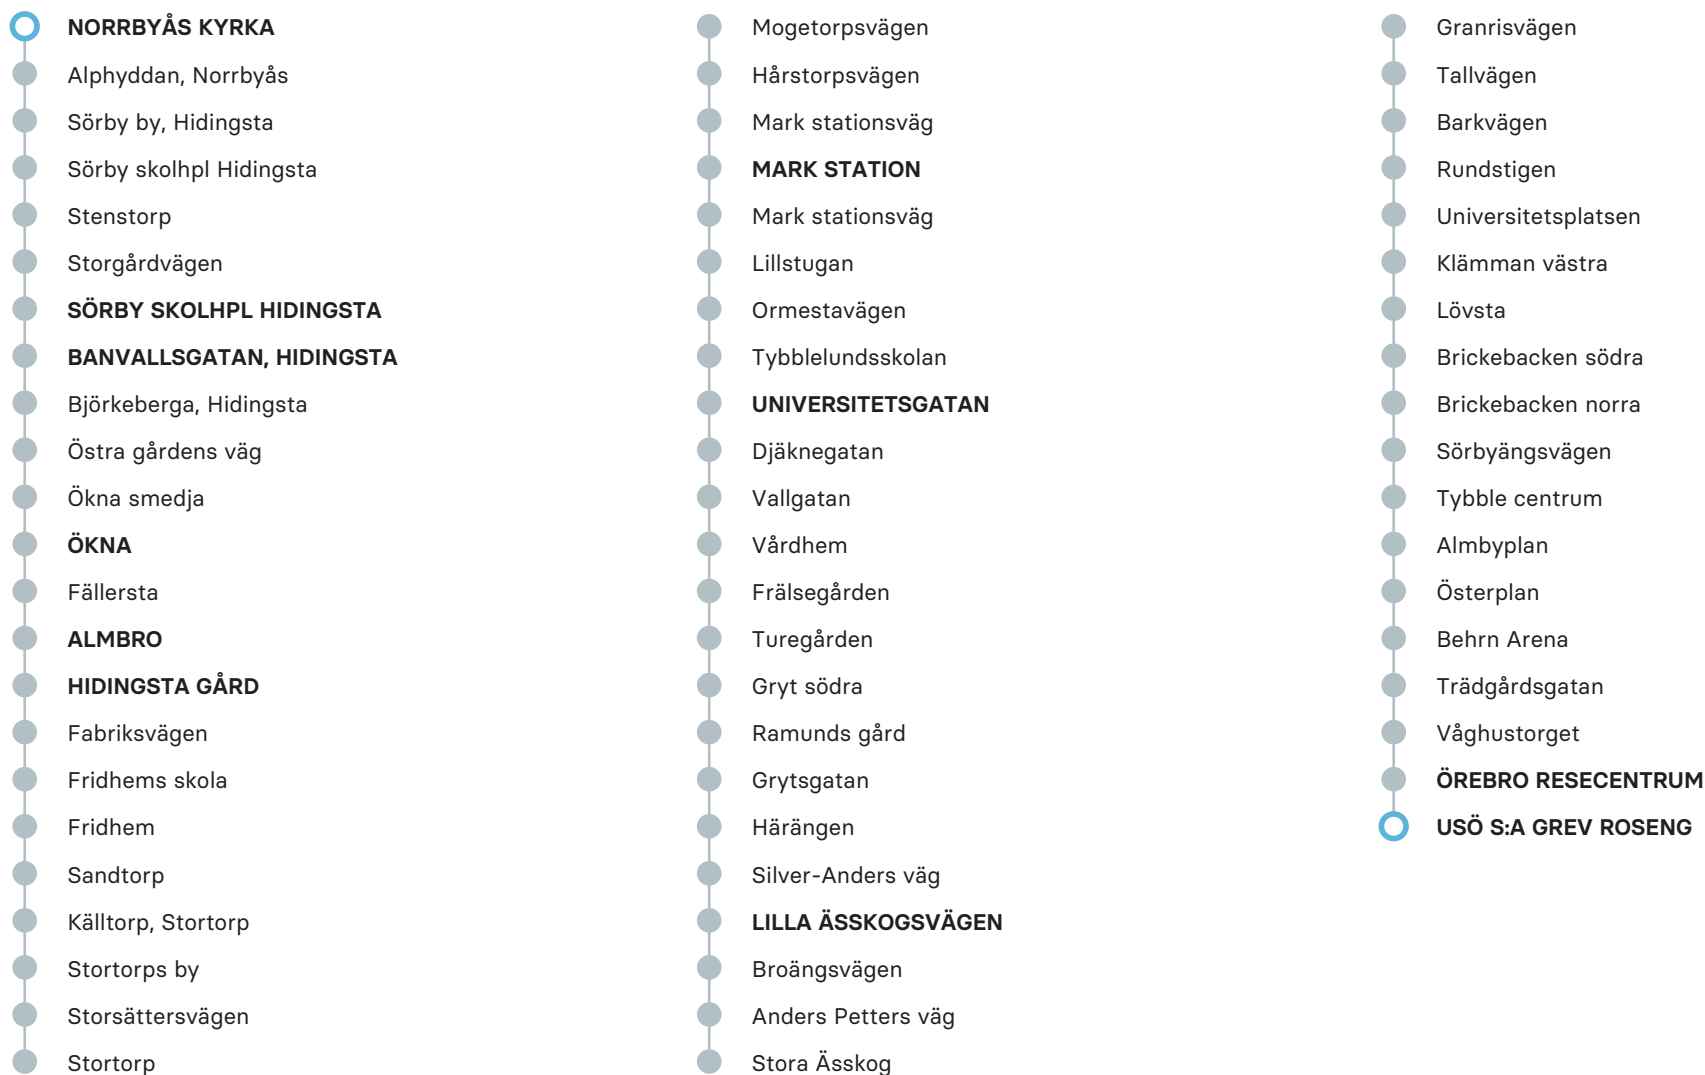 NORRBYÅS KYRKA
Alphyddan, Norrbyås
Sörby by, Hidingsta
Sörby skolhpl Hidingsta
Stenstorp
Storgårdvägen
SÖRBY SKOLHPL HIDINGSTA
BANVALLSGATAN, HIDINGSTA
Björkeberga, Hidingsta
Östra gårdens väg
Ökna smedja
ÖKNA
Fällersta
ALMBRO
HIDINGSTA GÅRD
Fabriksvägen
Fridhems skola
Fridhem
Sandtorp
Källtorp, Stortorp
Stortorps by
Storsättersvägen
Stortorp
Mogetorpsvägen
Hårstorpsvägen
Mark stationsväg
MARK STATION
Mark stationsväg
Lillstugan
Ormestavägen
Tybblelundsskolan
UNIVERSITETSGATAN
Djäknegatan
Vallgatan
Vårdhem
Frälsegården
Turegården
Gryt södra
Ramunds gård
Grytsgatan
Härängen
Silver-Anders väg
LILLA ÄSSKOGSVÄGEN
Broängsvägen
Anders Petters väg
Stora Ässkog
Granrisvägen
Tallvägen
Barkvägen
Rundstigen
Universitetsplatsen
Klämman västra
Lövsta
Brickebacken södra
Brickebacken norra
Sörbyängsvägen
Tybble centrum
Almbyplan
Österplan
Behrn Arena
Trädgårdsgatan
Våghustorget
ÖREBRO RESECENTRUM
USÖ S:A GREV ROSENG